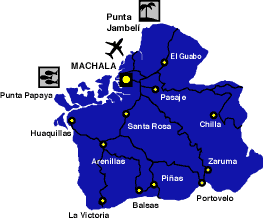 Punta
Jambelí
El Guabo
MACHALA
Punta Papaya
Pasaje
Huaquillas
Santa Rosa
Chilla
Arenillas
Zaruma
Piñas
Portovelo
La Victoria
Balsas